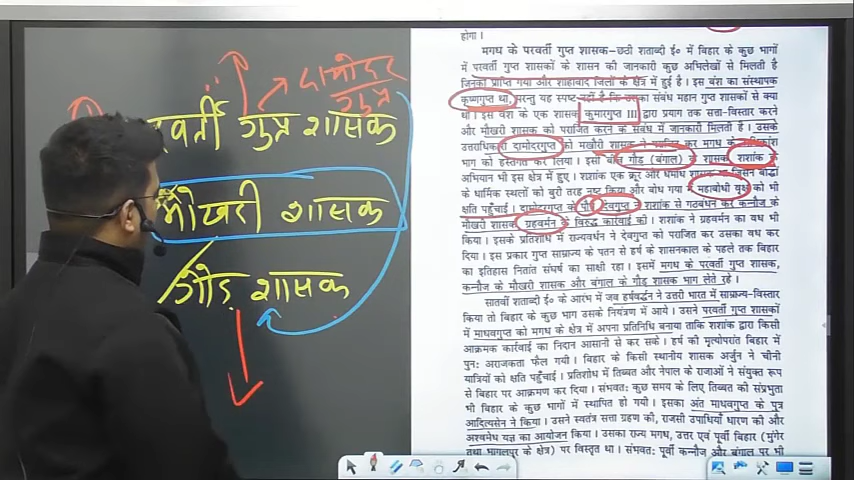 दामोदर
गुप्त
रवर्ती गुप्त शासक
मौखरी शासक
गौड़ शासक
होगा।
मगध के परवर्ती गुप्त शासक–छठी शताब्दी ई० में बिहार के कुछ भागों
में परवर्ती गुप्त शासकों के शासन की जानकारी कुछ अभिलेखों से मिलती है
जिनकी प्राप्ति गया और शाहाबाद जिलों के क्षेत्र में हुई है। इस वंश का संस्थापक
कृष्णगुप्त था, परन्तु यह स्पष्ट नहीं है कि उसका संबंध महान गुप्त शासकों से क्या
था। इस वंश के एक शासक कुमारगुप्त III द्वारा प्रयाग तक सत्ता-विस्तार करने
और मौखरी शासक को पराजित करने के संबंध में जानकारी मिलती है। उसके
उत्तराधिकारी दामोदरगुप्त को मखौरी शासक ने पराजित कर मगध के अधिकांश
भाग को हस्तगत कर लिया। इसी बीच गौड़ (बंगाल) के शासक शशांक के
अभियान भी इस क्षेत्र में हुए। शशांक एक क्रूर और धर्मांध शासक था जिसने बौद्धों
के धार्मिक स्थलों को बुरी तरह नष्ट किया और बोध गया में महाबोधी वृक्ष को भी
क्षति पहुँचाई। दामोदरगुप्त के पौत्र देवगुप्त ने शशांक से गठबंधन कर कन्नौज के
मौखरी शासक ग्रहवर्मन के विरुद्ध कार्रवाई की। शशांक ने ग्रहवर्मन का वध भी
किया। इसके प्रतिशोध में राज्यवर्धन ने देवगुप्त को पराजित कर उसका वध कर
दिया। इस प्रकार गुप्त साम्राज्य के पतन से हर्ष के शासनकाल के पहले तक बिहार
का इतिहास नितांत संघर्ष का साक्षी रहा। इसमें मगध के परवर्ती गुप्त शासक,
कन्नौज के मौखरी शासक और बंगाल के गौड़ शासक भाग लेते रहे।
सातवीं शताब्दी ई० के आरंभ में जब हर्षवर्द्धन ने उत्तरी भारत में साम्राज्य-विस्तार
किया तो बिहार के कुछ भाग उसके नियंत्रण में आये। उसने परवर्ती गुप्त शासकों
में माधवगुप्त को मगध के क्षेत्र में अपना प्रतिनिधि बनाया ताकि शशांक द्वारा किसी
आक्रमक कार्रवाई का निदान आसानी से कर सके। हर्ष की मृत्योपरांत बिहार में
पुनः अराजकता फैल गयी। बिहार के किसी स्थानीय शासक अर्जुन ने चीनी
यात्रियों को क्षति पहुँचाई। प्रतिशोध में तिब्बत और नेपाल के राजाओं ने संयुक्त रूप
से बिहार पर आक्रमण कर दिया। संभवतः कुछ समय के लिए तिब्बत की संप्रभुता
भी बिहार के कुछ भागों में स्थापित हो गयी। इसका अंत माधवगुप्त के पुत्र
आदित्यसेन ने किया। उसने स्वतंत्र सत्ता ग्रहण की, राजसी उपाधियाँ धारण की और
अश्वमेध यज्ञ का आयोजन किया। उसका राज्य मगध, उत्तर एवं पूर्वी बिहार (मुंगेर
तथा भागलपुर के क्षेत्र) पर विस्तृत था। संभवतः पूर्वी कन्नौज और बंगाल पर भी